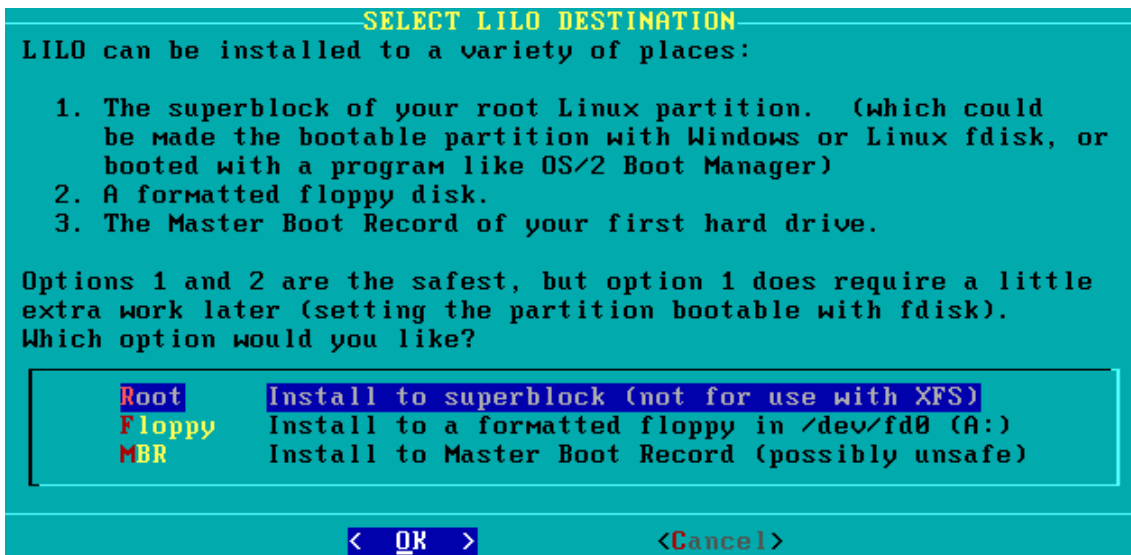 SELECT LILO DESTINATION
LILO can be installed to a variety of places:
1. The superblock of your root Linux partition.  (which could
be made the bootable partition with Windows or Linux fdisk, or
booted with a program like OS/2 Boot Manager)
2. A formatted floppy disk.
3. The Master Boot Record of your first hard drive.
Options 1 and 2 are the safest, but option 1 does require a little
extra work later (setting the partition bootable with fdisk).
Which option would you like?
Root Install to superblock (not for use with XFS)
Floppy Install to a formatted floppy in /dev/fd0 (A:)
MBR Install to Master Boot Record (possibly unsafe)
< OK > <Cancel>